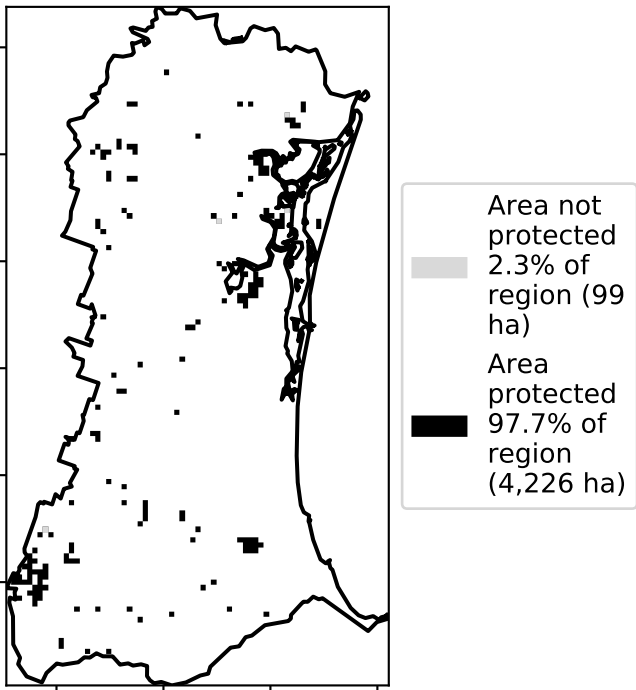 Area not
protected
2.3% of
region (99
ha)
Area
protected
97.7% of
region
(4,226 ha)